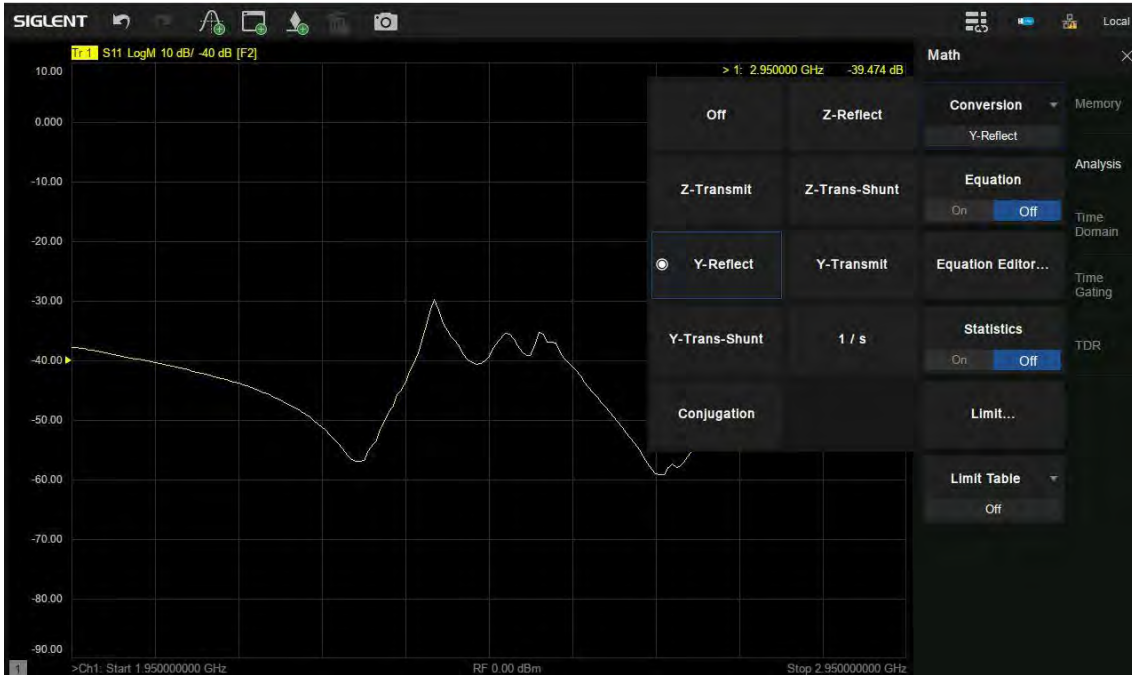 SIGLENT
Local
Tr 1 S11 LogM 10 dB/ -40 dB [F2]
> 1: 2.950000 GHz -39.474 dB
10.00
0.000
-10.00
-20.00
-30.00
-40.00
-50.00
-60.00
-70.00
-80.00
-90.00
Off
Z-Reflect
Z-Transmit
Z-Trans-Shunt
Y-Reflect
Y-Transmit
Y-Trans-Shunt
1 / s
Conjugation
Math
Conversion
Y-Reflect
Equation
On Off
Equation Editor...
Statistics
On Off
Limit...
Limit Table
Off
Memory
Analysis
Time
Domain
Time
Gating
TDR
1 >Ch1: Start 1.950000000 GHz RF 0.00 dBm Stop 2.950000000 GHz